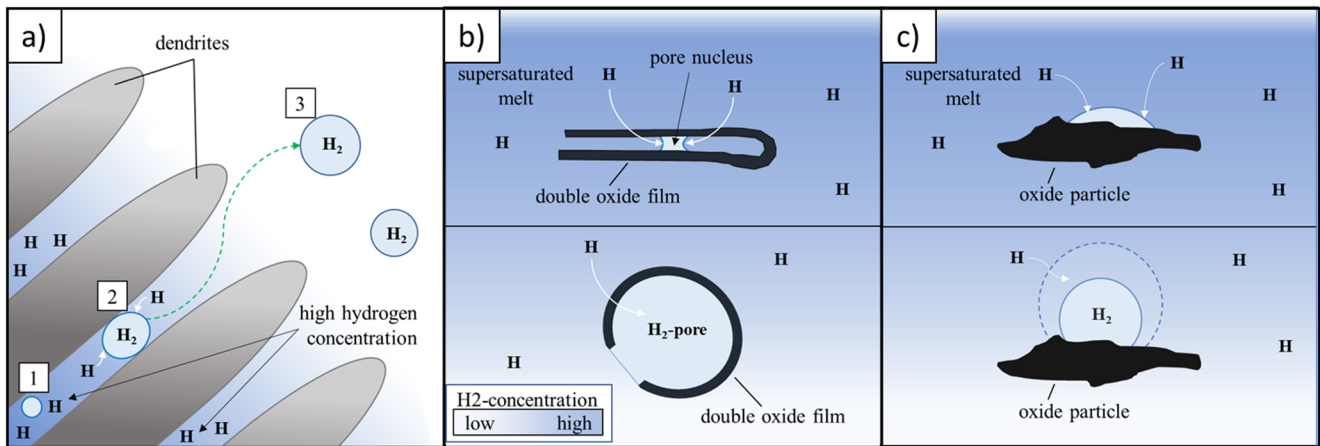 a)
dendrites
3
H₂
H₂
H H
H
2
H
H₂
high hydrogen
concentration
H
1
H
H
H H
b)
supersaturated
melt
H
pore nucleus
H
H
H
H
double oxide film
H
H
H₂-pore
H
double oxide film
H2-concentration
low high
c)
supersaturated
melt
H
H
H
H
H
oxide particle
H
H
H₂
H
oxide particle